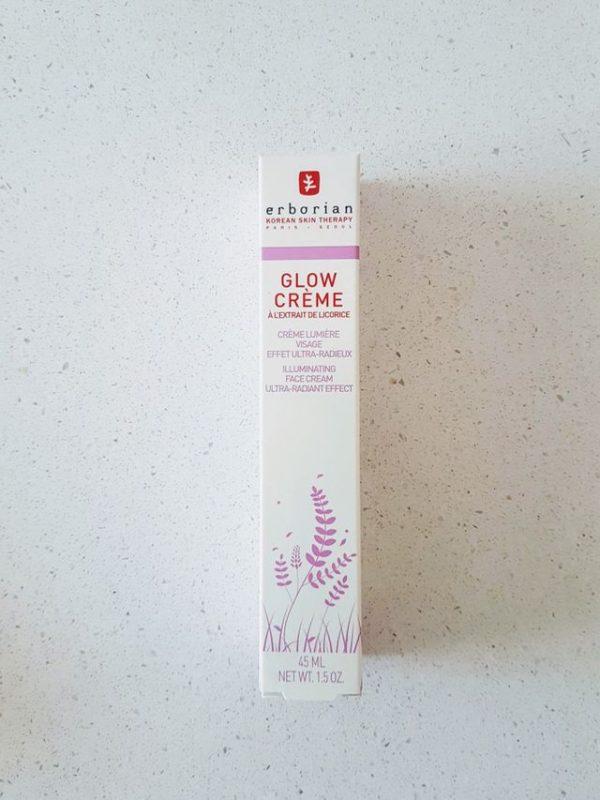 erborian
KOREAN SKIN THERAPY
PARIS - SEOUL
GLOW
CRÈME
À L'EXTRAIT DE LICORICE
CRÈME LUMIÈRE
VISAGE
EFFET ULTRA-RADIEUX
ILLUMINATING
FACE CREAM
ULTRA-RADIANT EFFECT
45 ML
NET WT. 1.5 OZ.